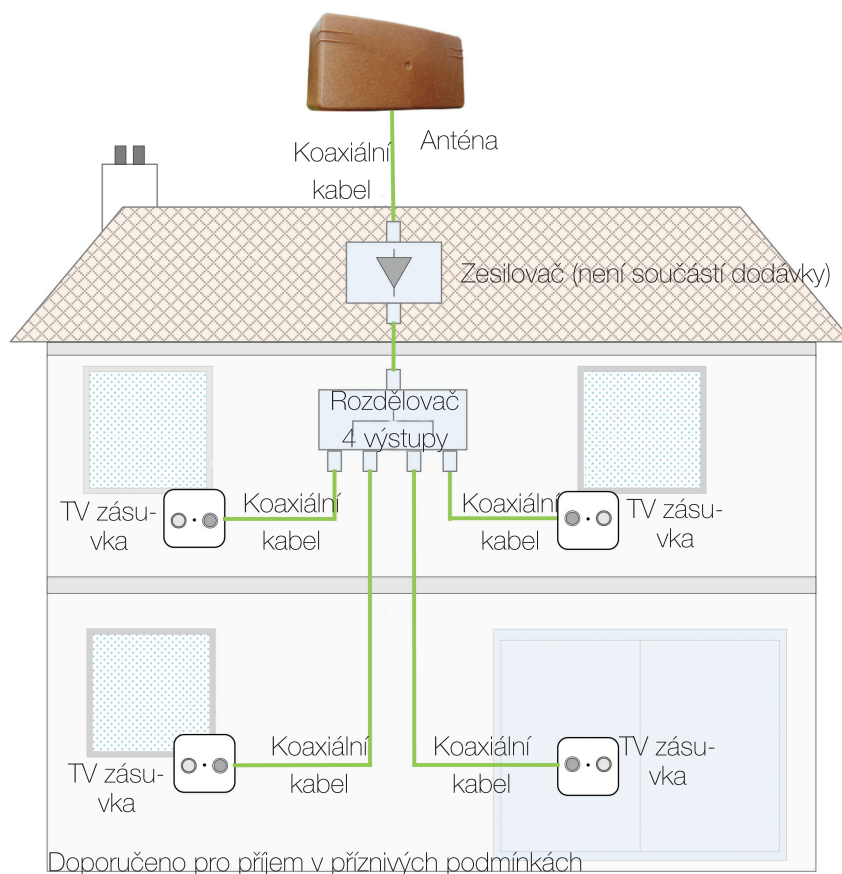 Anténa
Koaxiální
kabel
Zesilovač (není součástí dodávky)
Rozdělovač
4 výstupy
TV zásu-
vka
Koaxiální
kabel
Koaxiální
kabel
TV zásu-
vka
TV zásu-
vka
Koaxiální
kabel
Koaxiální
kabel
TV zásu-
vka
Doporučeno pro příjem v příznivých podmínkách